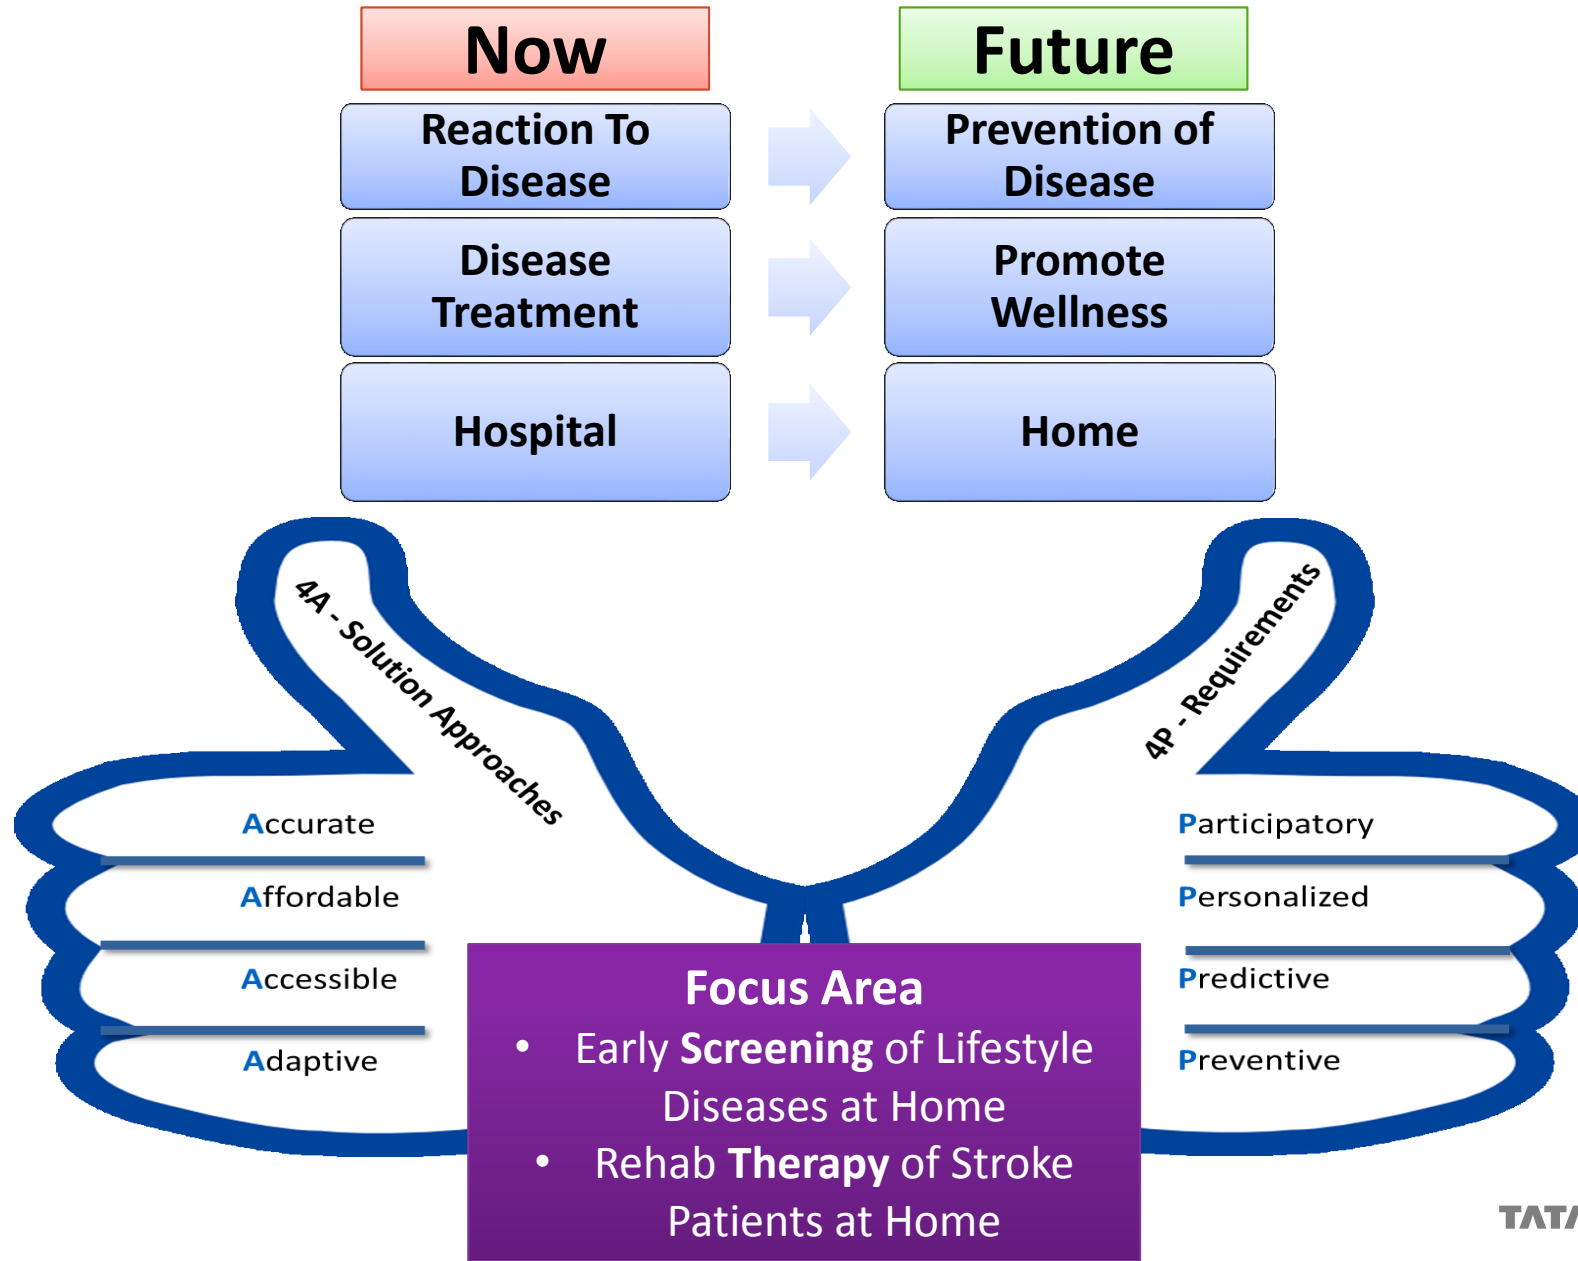 Now
Future
Reaction To
Disease
Prevention of
Disease
Disease
Treatment
Promote
Wellness
Hospital
Home
4A - Solution Approaches
4P - Requirements
Accurate
Affordable
Accessible
Adaptive
Participatory
Personalized
Predictive
Preventive
Focus Area
• Early Screening of Lifestyle
Diseases at Home
• Rehab Therapy of Stroke
Patients at Home
TATA